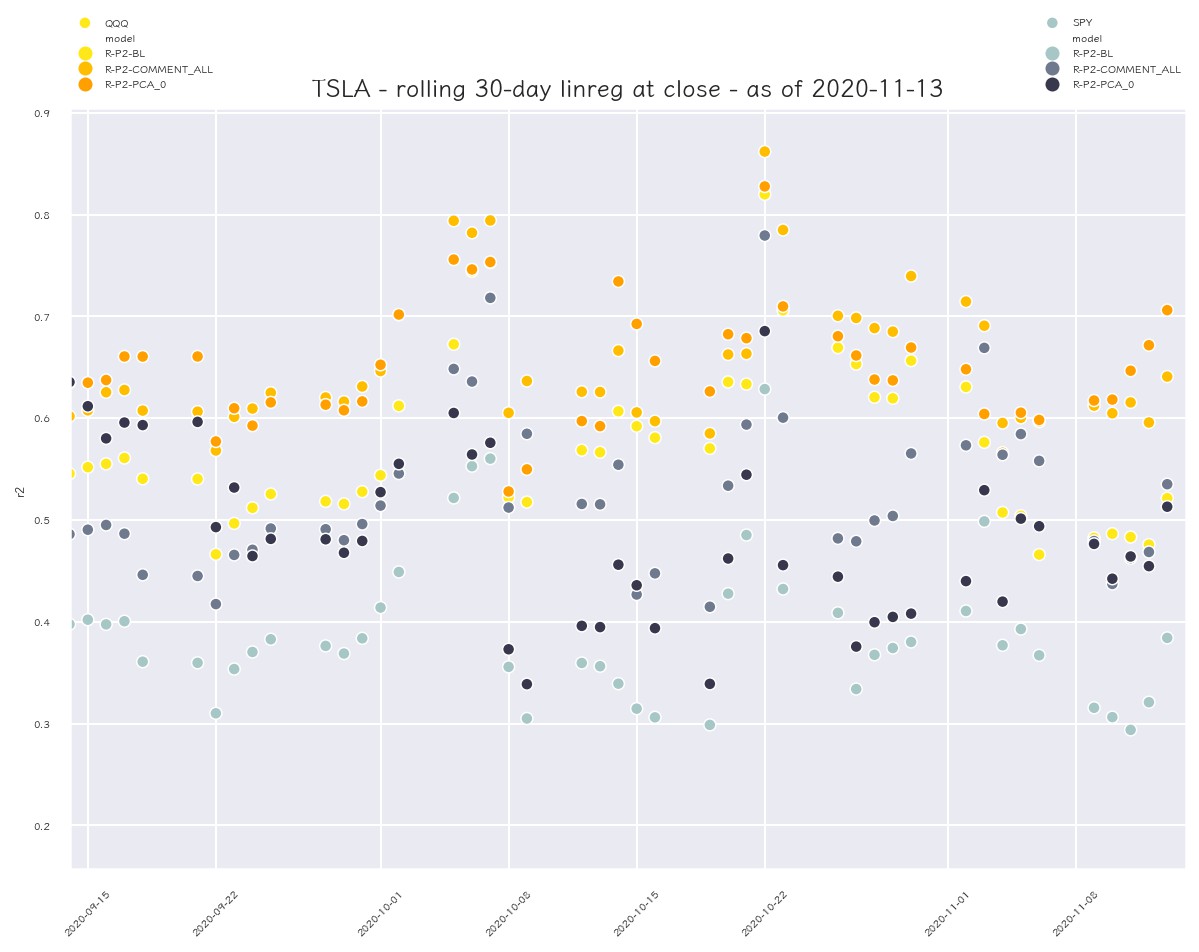 QQQ
model
R-P2-BL
R-P2-COMMENT_ALL
R-P2-PCA_0
SPY
model
R-P2-BL
R-P2-COMMENT_ALL
R-P2-PCA_0
TSLA - rolling 30-day linreg at close - as of 2020-11-13
0.9
0.8
0.7
0.6
0.5
0.4
0.3
0.2
r2
2020-09-15
2020-09-22
2020-10-01
2020-10-08
2020-10-15
2020-10-22
2020-11-01
2020-11-08